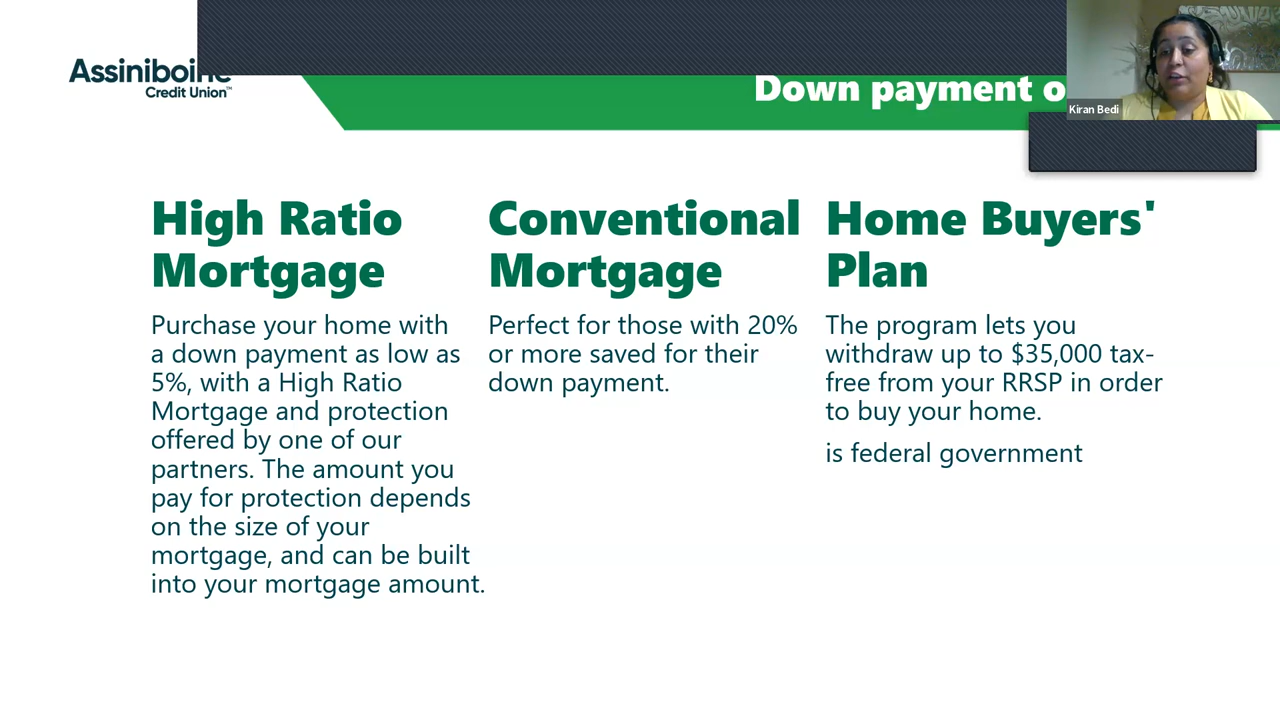 Assiniboine
Credit Union™
Down payment o
Kiran Bedi
High Ratio
Mortgage
Purchase your home with
a down payment as low as
5%, with a High Ratio
Mortgage and protection
offered by one of our
partners. The amount you
pay for protection depends
on the size of your
mortgage, and can be built
into your mortgage amount.
Conventional
Mortgage
Perfect for those with 20%
or more saved for their
down payment.
Home Buyers'
Plan
The program lets you
withdraw up to $35,000 tax-
free from your RRSP in order
to buy your home.
is federal government